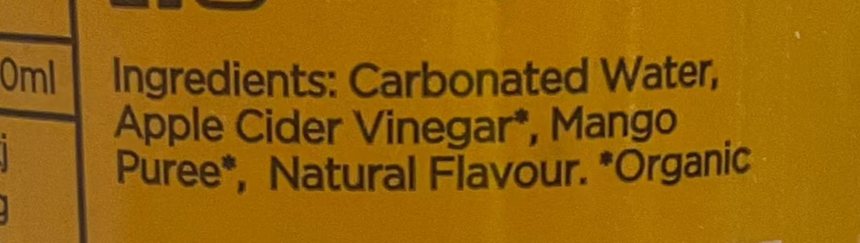 0ml
Ingredients: Carbonated Water,
Apple Cider Vinegar*, Mango
Puree*, Natural Flavour. *Organic
j
g